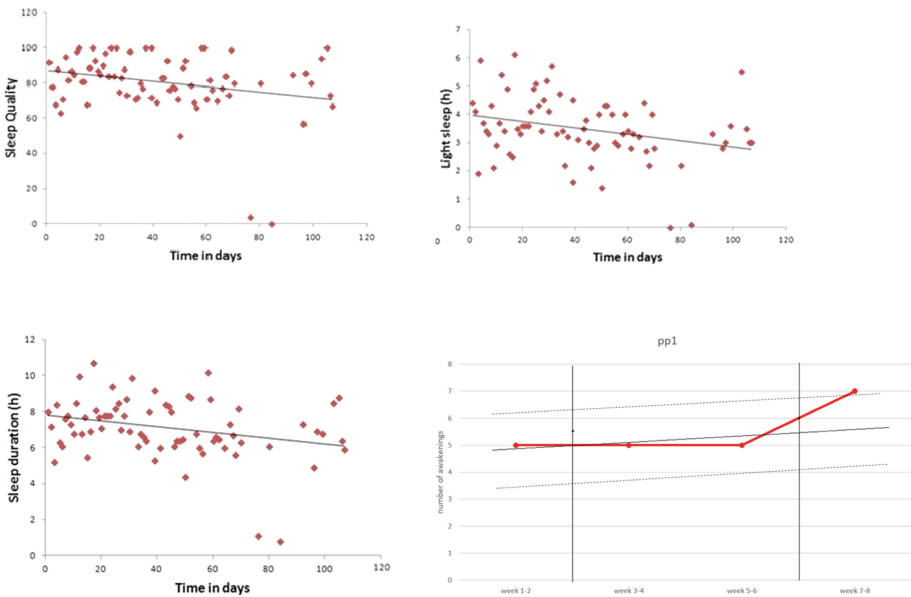 120
100
80
60
40
20
0
Sleep Quality
0 20 40 60 80 100 120
Time in days
7
6
5
4
3
2
1
0
Light sleep (h)
0
0 20 40 60 80 100 120
Time in days
12
10
8
6
4
2
0
Sleep duration (h)
0 20 40 60 80 100 120
Time in days
pp1
8
7
6
5
4
3
2
1
0
number of awakenings
week 1-2 week 3-4 week 5-6 week 7-8